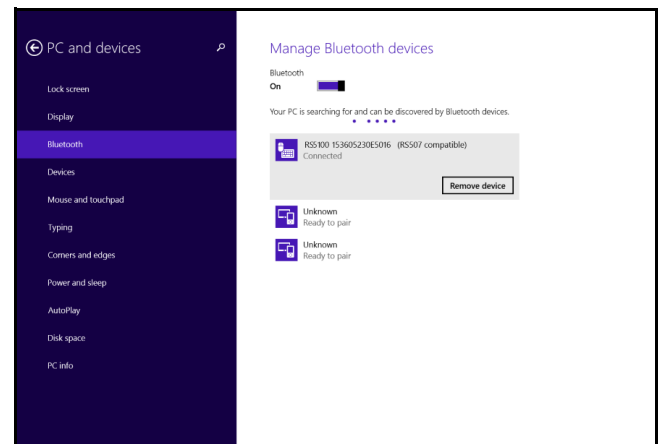 PC and devices
Lock screen
Display
Bluetooth
Devices
Mouse and touchpad
Typing
Corners and edges
Power and sleep
AutoPlay
Disk space
PC info
Manage Bluetooth devices
Bluetooth
On
Your PC is searching for and can be discovered by Bluetooth devices.
RS5100 153605230E5016 (RS507 compatible)
Connected
Remove device
Unknown
Ready to pair
Unknown
Ready to pair